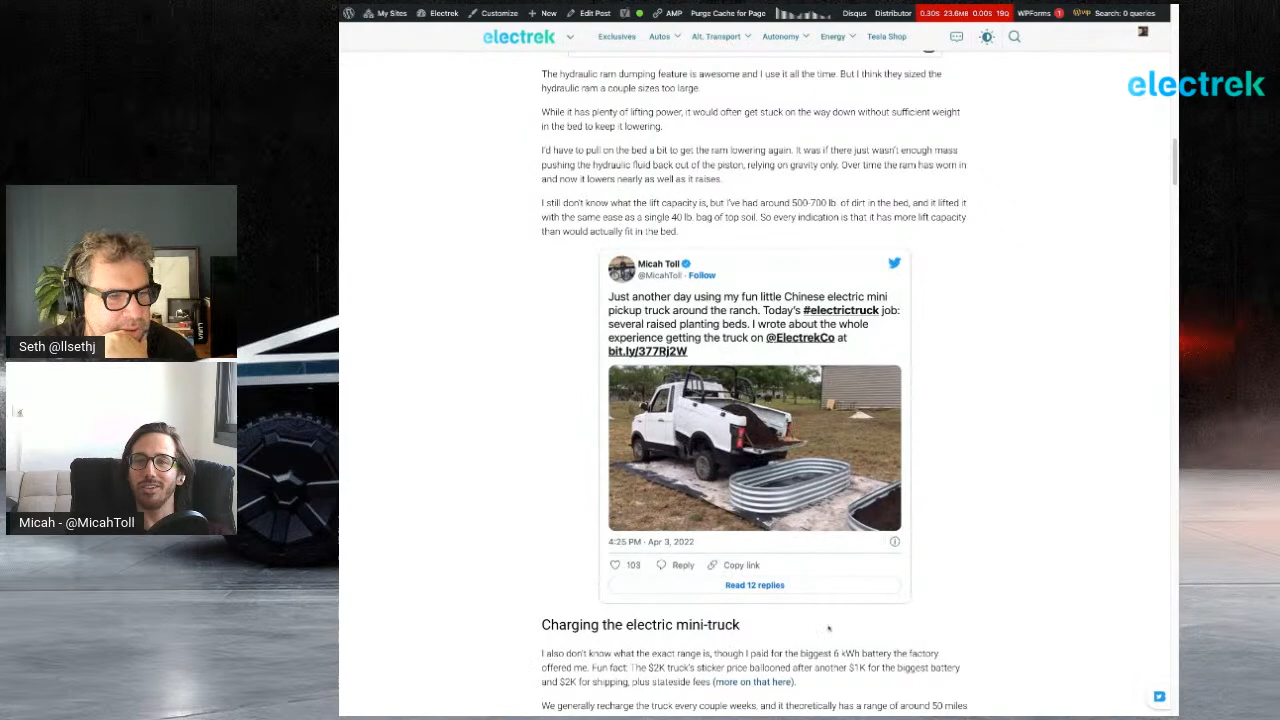 My Sites Electrek Customize + New Edit Post AMP Purge Cache for Page Disqus Distributor 0.30S 23.6MB 0.00S 19Q WPForms 1 Search: 0 queries
electrek Exclusives Autos Alt. Transport Autonomy Energy Tesla Shop
electrek
The hydraulic ram dumping feature is awesome and I use it all the time. But I think they sized the
hydraulic ram a couple sizes too large.
While it has plenty of lifting power, it would often get stuck on the way down without sufficient weight
in the bed to keep it lowering.
I'd have to pull on the bed a bit to get the ram lowering again. It was if there just wasn't enough mass
pushing the hydraulic fluid back out of the piston, relying on gravity only. Over time the ram has worn in
and now it lowers nearly as well as it raises.
I still don't know what the lift capacity is, but I've had around 500-700 lb. of dirt in the bed, and it lifted it
with the same ease as a single 40 lb. bag of top soil. So every indication is that it has more lift capacity
than would actually fit in the bed.
Micah Toll
@MicahToll · Follow
Just another day using my fun little Chinese electric mini
pickup truck around the ranch. Today's #electrictruck job:
several raised planting beds. I wrote about the whole
experience getting the truck on @ElectrekCo at
bit.ly/377Rj2W
4:25 PM · Apr 3, 2022
103 Reply Copy link
Read 12 replies
Charging the electric mini-truck
I also don't know what the exact range is, though I paid for the biggest 6 kWh battery the factory
offered me. Fun fact: The $2K truck's sticker price ballooned after another $1K for the biggest battery
and $2K for shipping, plus stateside fees (more on that here).
We generally recharge the truck every couple weeks, and it theoretically has a range of around 50 miles
Seth @llsethj
Micah - @MicahToll